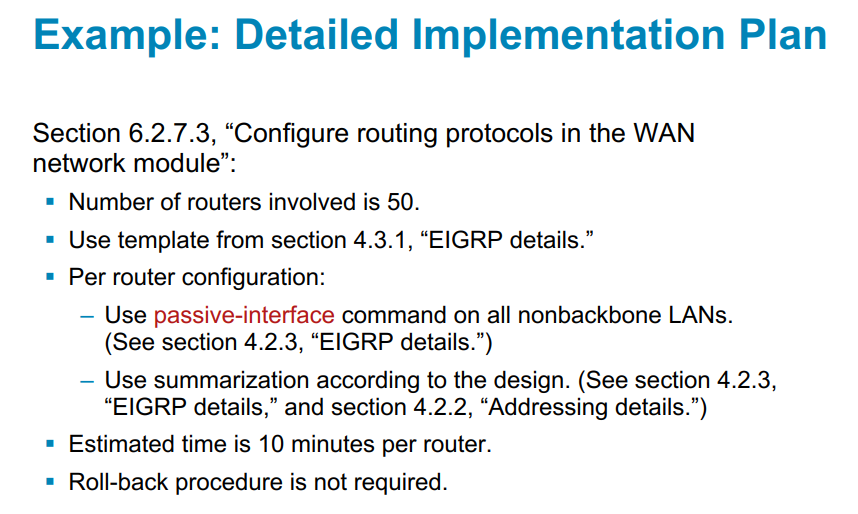 Example: Detailed Implementation Plan
Section 6.2.7.3, “Configure routing protocols in the WAN
network module”:
▪ Number of routers involved is 50.
▪ Use template from section 4.3.1, “EIGRP details.”
▪ Per router configuration:
– Use passive-interface command on all nonbackbone LANs.
(See section 4.2.3, “EIGRP details.”)
– Use summarization according to the design. (See section 4.2.3,
“EIGRP details,” and section 4.2.2, “Addressing details.”)
▪ Estimated time is 10 minutes per router.
▪ Roll-back procedure is not required.